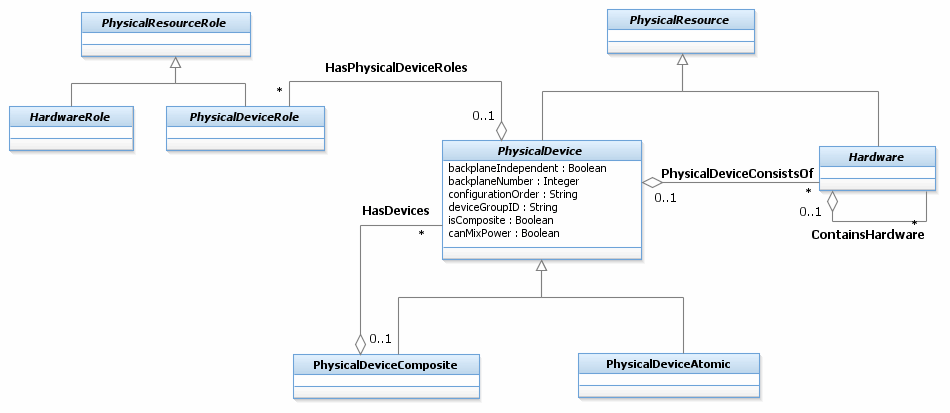 PhysicalResourceRole
PhysicalResource
HasPhysicalDeviceRoles
*
0..1
HardwareRole
PhysicalDeviceRole
PhysicalDevice
backplaneIndependent : Boolean
backplaneNumber : Integer
configurationOrder : String
deviceGroupID : String
isComposite : Boolean
canMixPower : Boolean
Hardware
PhysicalDeviceConsistsOf
0..1
*
0..1
*
ContainsHardware
HasDevices
*
0..1
PhysicalDeviceComposite
PhysicalDeviceAtomic